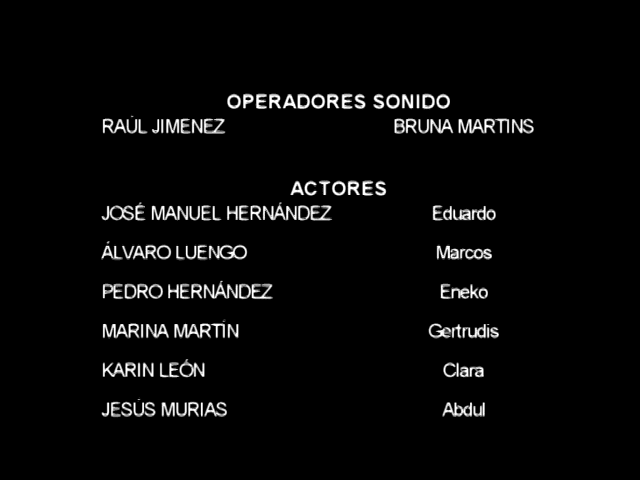 OPERADORES SONIDO
RAÚL JIMENEZ BRUNA MARTINS
ACTORES
JOSÉ MANUEL HERNÁNDEZ Eduardo
ÁLVARO LUENGO Marcos
PEDRO HERNÁNDEZ Eneko
MARINA MARTÍN Gertrudis
KARIN LEÓN Clara
JESÚS MURIAS Abdul